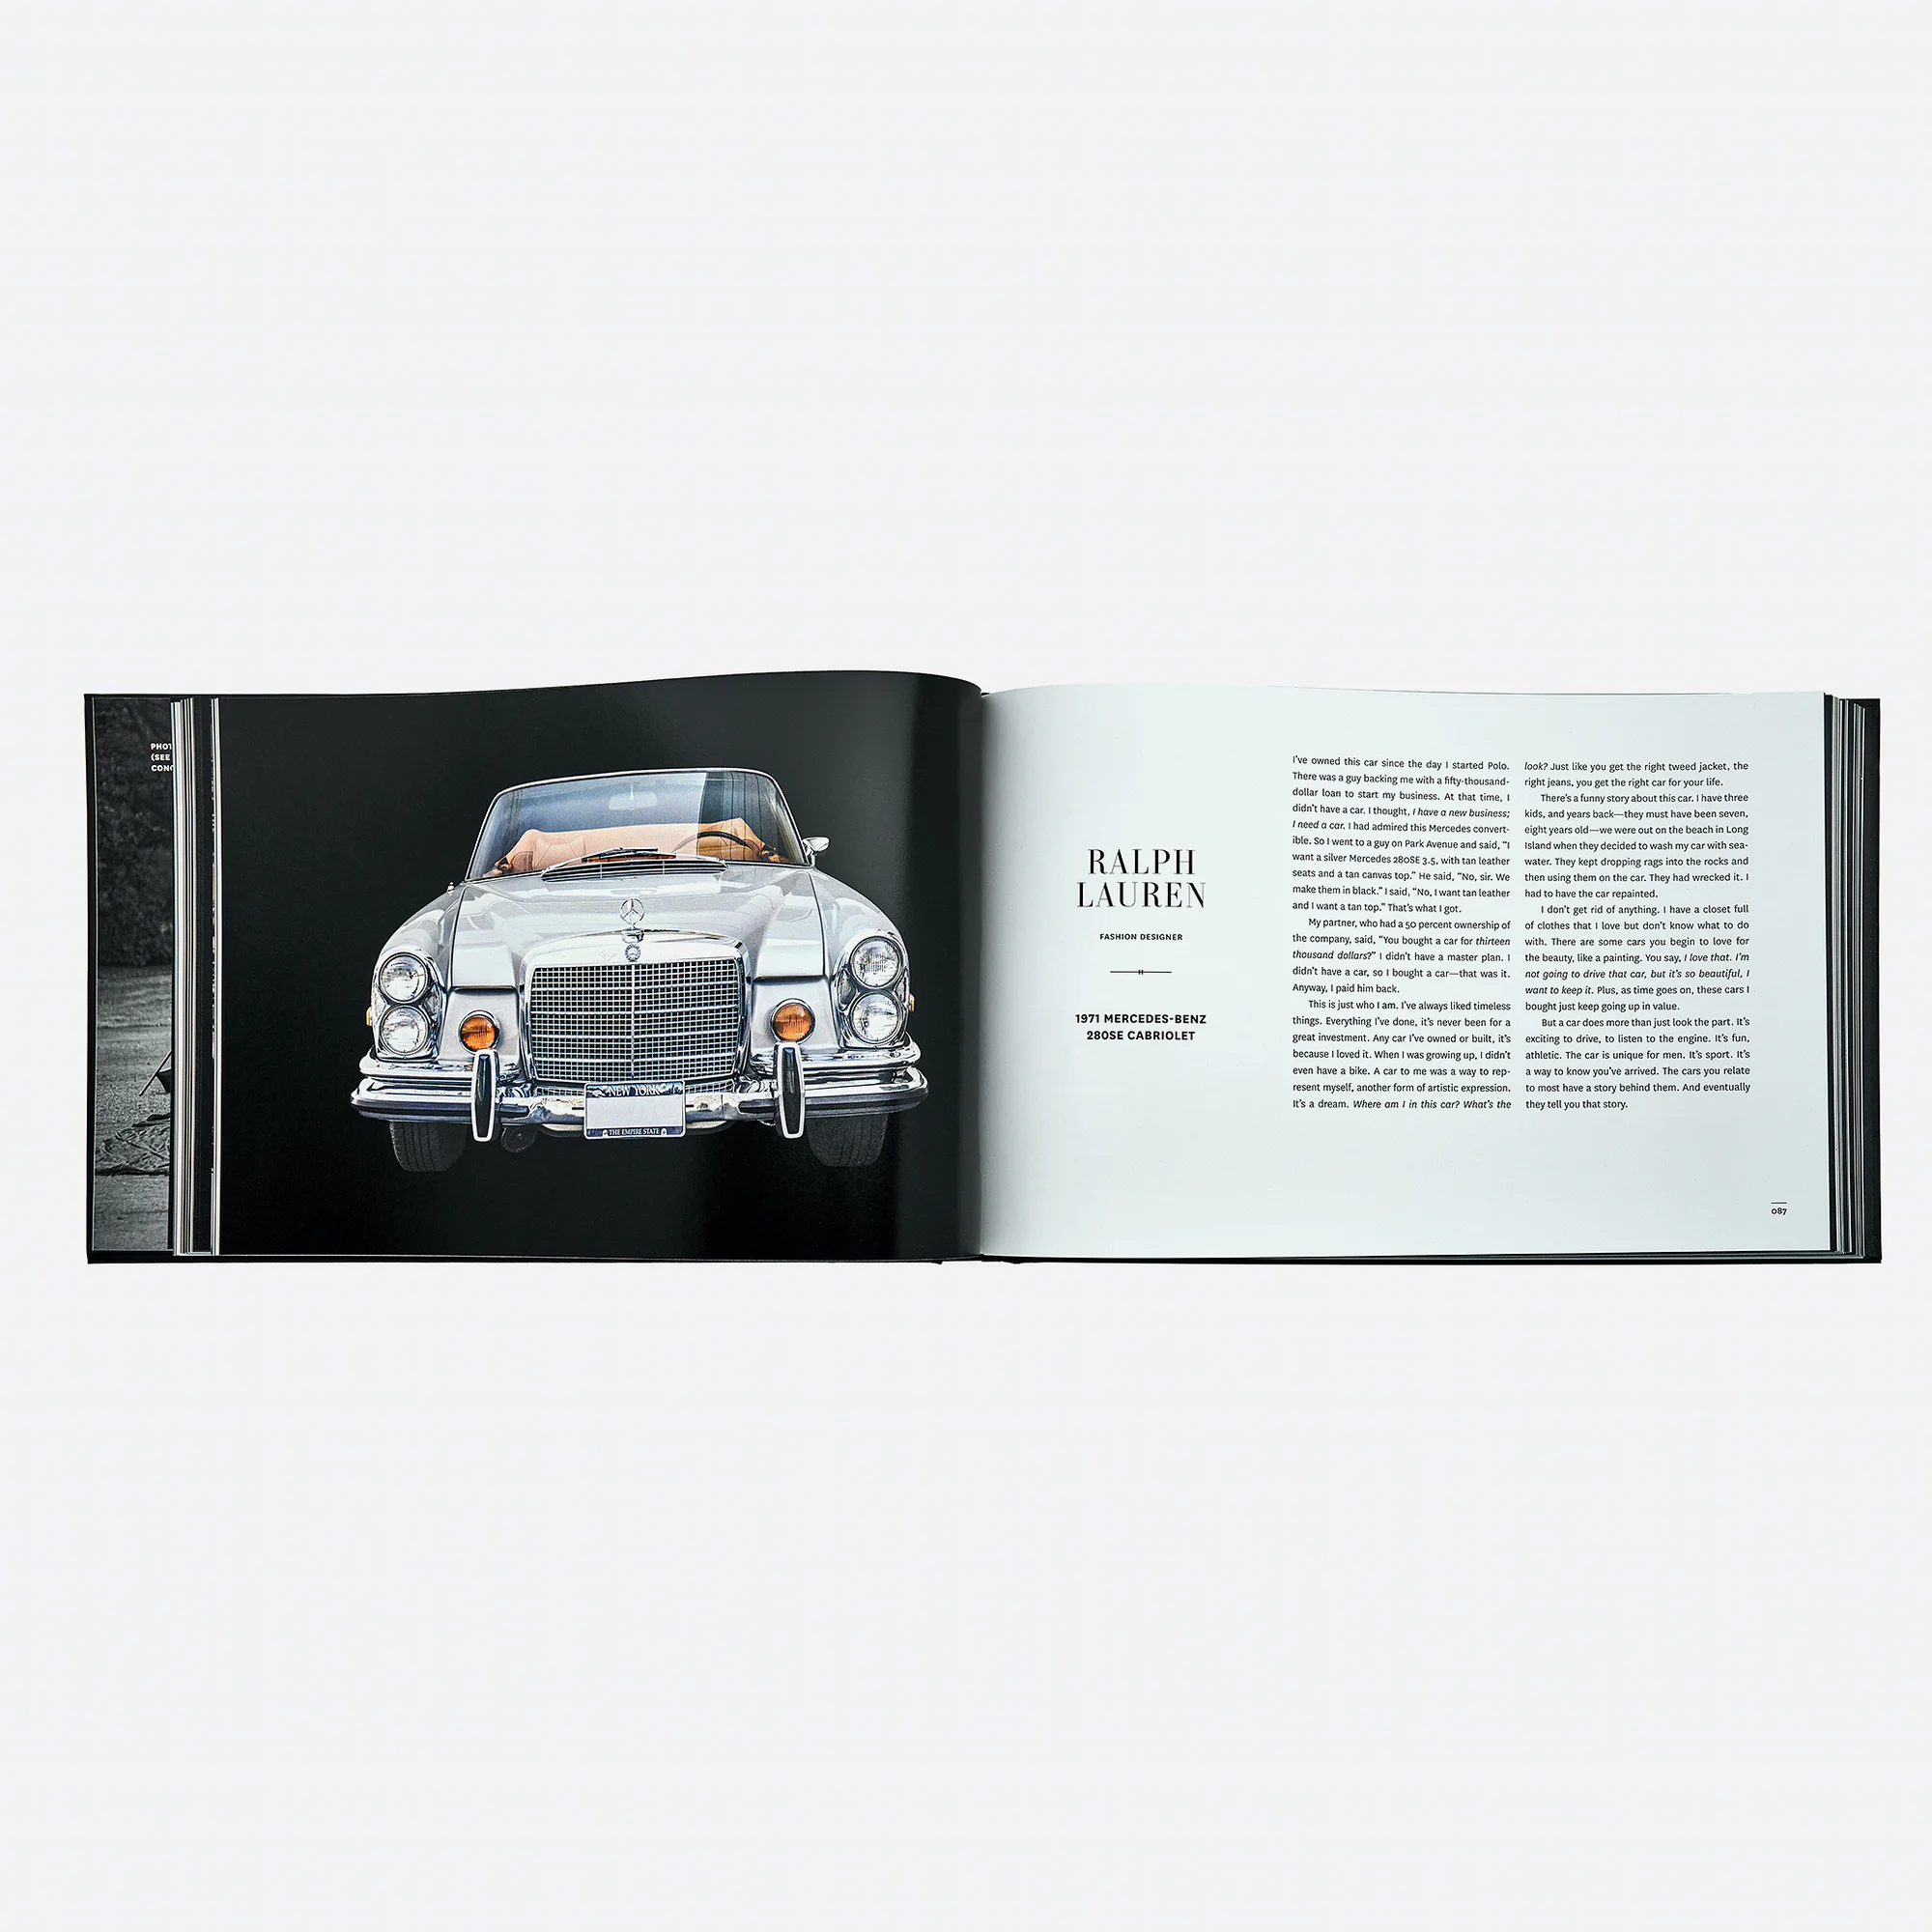 PHOT
(SEE
CONC
NEW YORK
THE EMPIRE STATE
RALPH
LAUREN
FASHION DESIGNER
1971 MERCEDES-BENZ
280SE CABRIOLET
I've owned this car since the day I started Polo.
There was a guy backing me with a fifty-thousand-
dollar loan to start my business. At that time, I
didn't have a car. I thought, I have a new business;
I need a car. I had admired this Mercedes convert-
ible. So I went to a guy on Park Avenue and said, “I
want a silver Mercedes 280SE 3.5, with tan leather
seats and a tan canvas top.” He said, “No, sir. We
make them in black.” I said, “No, I want tan leather
and I want a tan top.” That's what I got.
My partner, who had a 50 percent ownership of
the company, said, “You bought a car for thirteen
thousand dollars?” I didn't have a master plan. I
didn't have a car, so I bought a car—that was it.
Anyway, I paid him back.
This is just who I am. I've always liked timeless
things. Everything I've done, it's never been for a
great investment. Any car I've owned or built, it's
because I loved it. When I was growing up, I didn't
even have a bike. A car to me was a way to rep-
resent myself, another form of artistic expression.
It's a dream. Where am I in this car? What's the
look? Just like you get the right tweed jacket, the
right jeans, you get the right car for your life.
There's a funny story about this car. I have three
kids, and years back—they must have been seven,
eight years old—we were out on the beach in Long
Island when they decided to wash my car with sea-
water. They kept dropping rags into the rocks and
then using them on the car. They had wrecked it. I
had to have the car repainted.
I don't get rid of anything. I have a closet full
of clothes that I love but don't know what to do
with. There are some cars you begin to love for
the beauty, like a painting. You say, I love that. I'm
not going to drive that car, but it's so beautiful, I
want to keep it. Plus, as time goes on, these cars I
bought just keep going up in value.
But a car does more than just look the part. It's
exciting to drive, to listen to the engine. It's fun,
athletic. The car is unique for men. It's sport. It's
a way to know you've arrived. The cars you relate
to most have a story behind them. And eventually
they tell you that story.
087